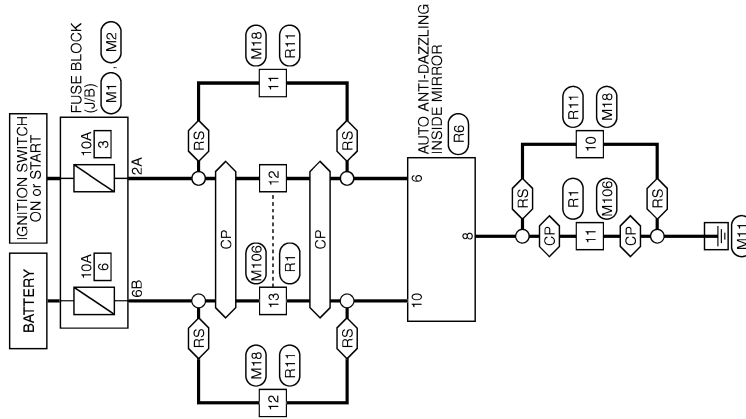 BATTERY
IGNITION SWITCH
ON or START
FUSE BLOCK
(J/B)
M1 , M2
10A
6
10A
3
6B
2A
RS
RS
M18
R11
11
CP
M18
R11
12
M106
R1
13
12
CP
RS
RS
10
6
AUTO ANTI-DAZZLING
INSIDE MIRROR
R6
8
RS
CP
R1
M106
11
R11
M18
10
CP
RS
M11